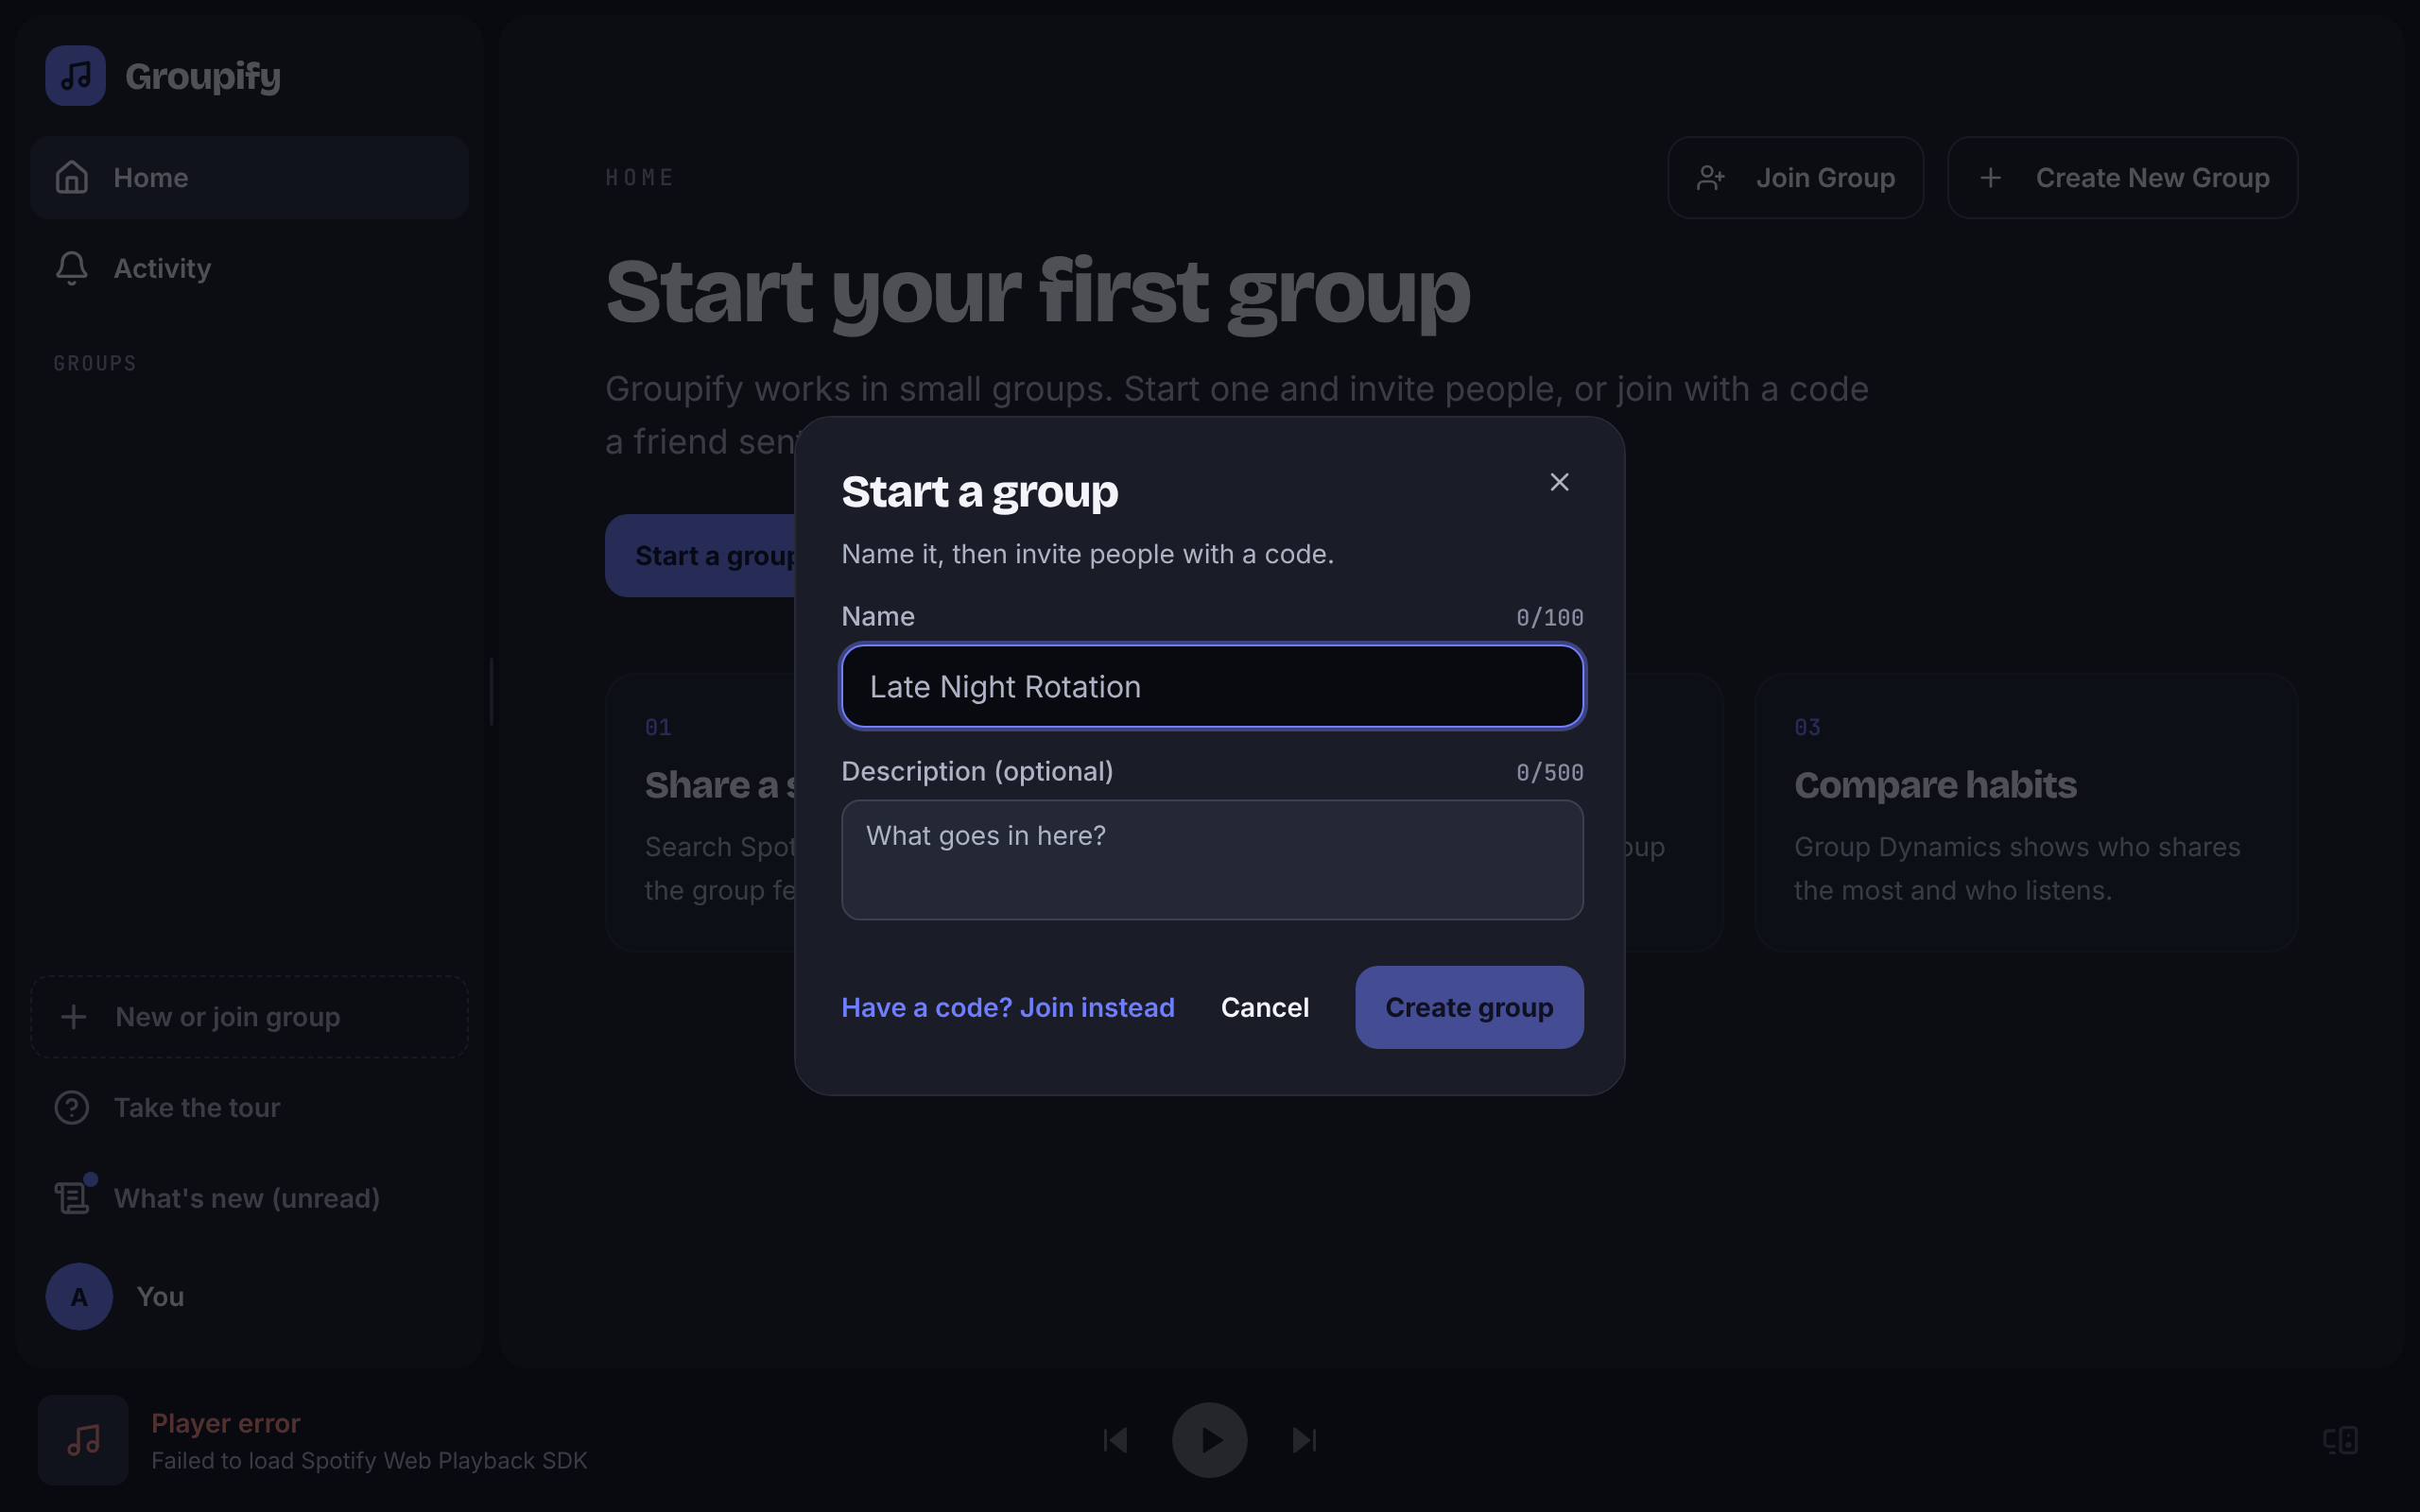 Groupify
Home
Activity
GROUPS
New or join group
Take the tour
What's new (unread)
A
You
HOME
Join Group
Create New Group
Start your first group
Groupify works in small groups. Start one and invite people, or join with a code
a friend sent
Start a group
01
Share a
Search
the group
03
Compare habits
Group Dynamics shows who shares
the most and who listens.
Start a group
Name it, then invite people with a code.
Name
0/100
Late Night Rotation
Description (optional)
0/500
What goes in here?
Have a code? Join instead
Cancel
Create group
Player error
Failed to load Spotify Web Playback SDK